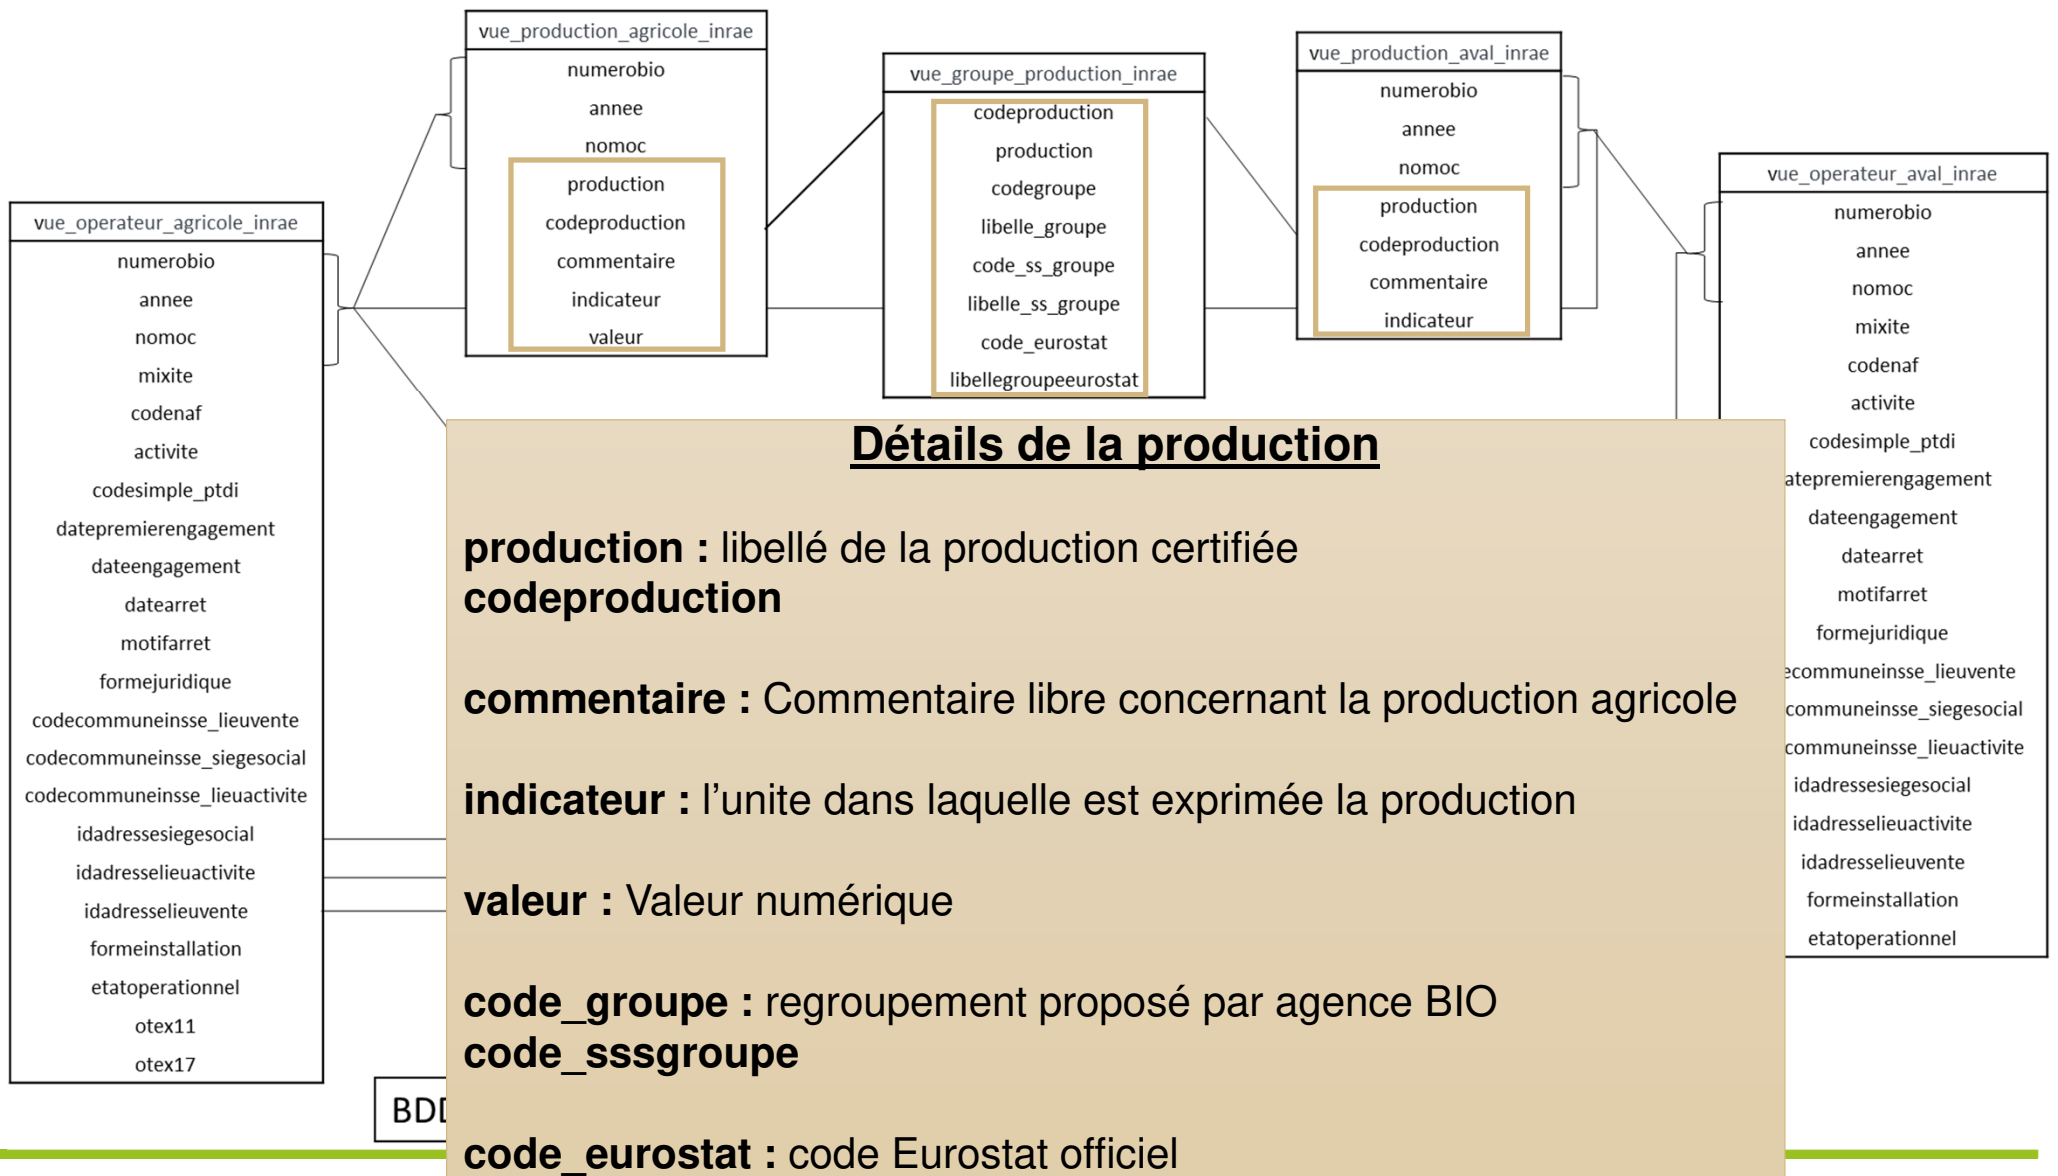 vue_production_agricole_inrae
numerobio
annee
nomoc
production
codeproduction
commentaire
indicateur
valeur
vue_groupe_production_inrae
codeproduction
production
codegroupe
libelle_groupe
code_ss_groupe
libelle_ss_groupe
code_eurostat
libellegroupeeurostat
vue_production_aval_inrae
numerobio
annee
nomoc
production
codeproduction
commentaire
indicateur
vue_operateur_agricole_inrae
numerobio
annee
nomoc
mixite
codenaf
activite
codesimple_ptdi
datepremierengagement
dateengagement
datearret
motifarret
formejuridique
codecommuneinsse_lieuvente
codecommuneinsse_siegesocial
codecommuneinsse_lieuactivite
idadressesiegesocial
idadresselieuactivite
idadresselieuvente
formeinstallation
etatoperationnel
otex11
otex17
vue_operateur_aval_inrae
numerobio
annee
nomoc
mixite
codenaf
activite
codesimple_ptdi
atepremierengagement
dateengagement
datearret
motifarret
formejuridique
ecommuneinsse_lieuvente
communeinsse_siegesocial
communeinsse_lieuactivite
idadressesiegesocial
idadresselieuactivite
idadresselieuvente
formeinstallation
etatoperationnel
Détails de la production
production : libellé de la production certifiée
codeproduction
commentaire : Commentaire libre concernant la production agricole
indicateur : l'unite dans laquelle est exprimée la production
valeur : Valeur numérique
code_groupe : regroupement proposé par agence BIO
code_sssgroupe
code_eurostat : code Eurostat officiel